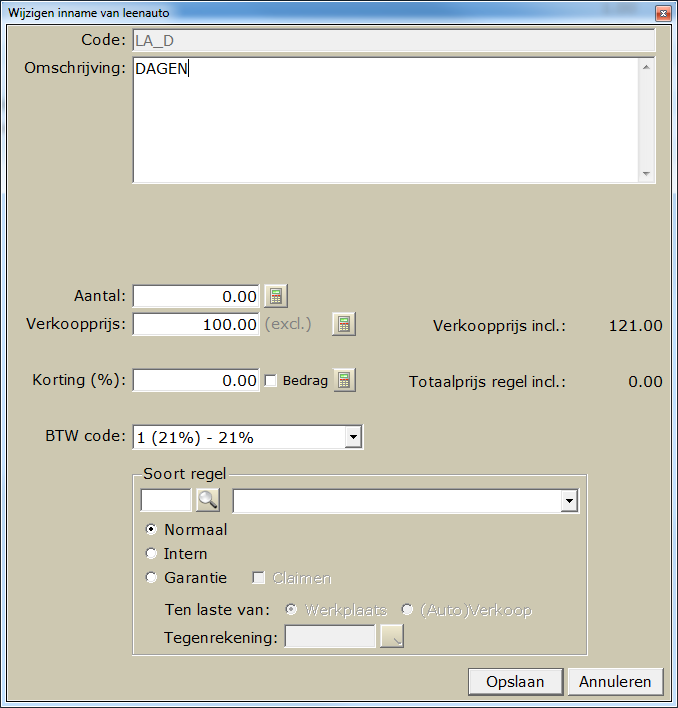 Wijzigen inname van leenauto
Code: LA_D
Omschrijving: DAGEN
Aantal: 0.00
Verkoopprijs: 100.00 (excl.) Verkoopprijs incl.: 121.00
Korting (%): 0.00 Bedrag Totaalprijs regel incl.: 0.00
BTW code: 1 (21%) - 21%
Soort regel
Normaal
Intern
Garantie Claimen
Ten laste van: Werkplaats (Auto)Verkoop
Tegenrekening:
Opslaan Annuleren